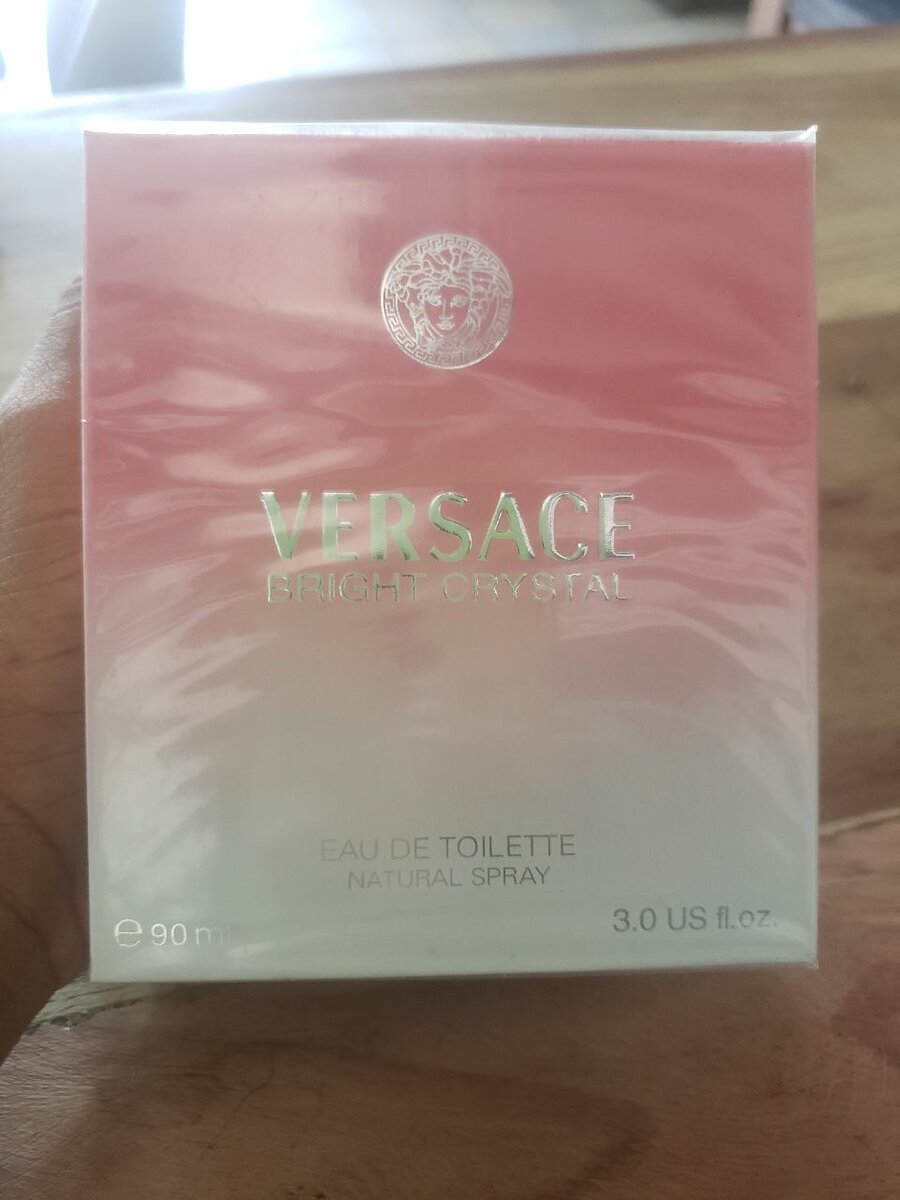 VERSACE
BRIGHT CRYSTAL
EAU DE TOILETTE
NATURAL SPRAY
℮ 90 ml
3.0 US fl.oz.